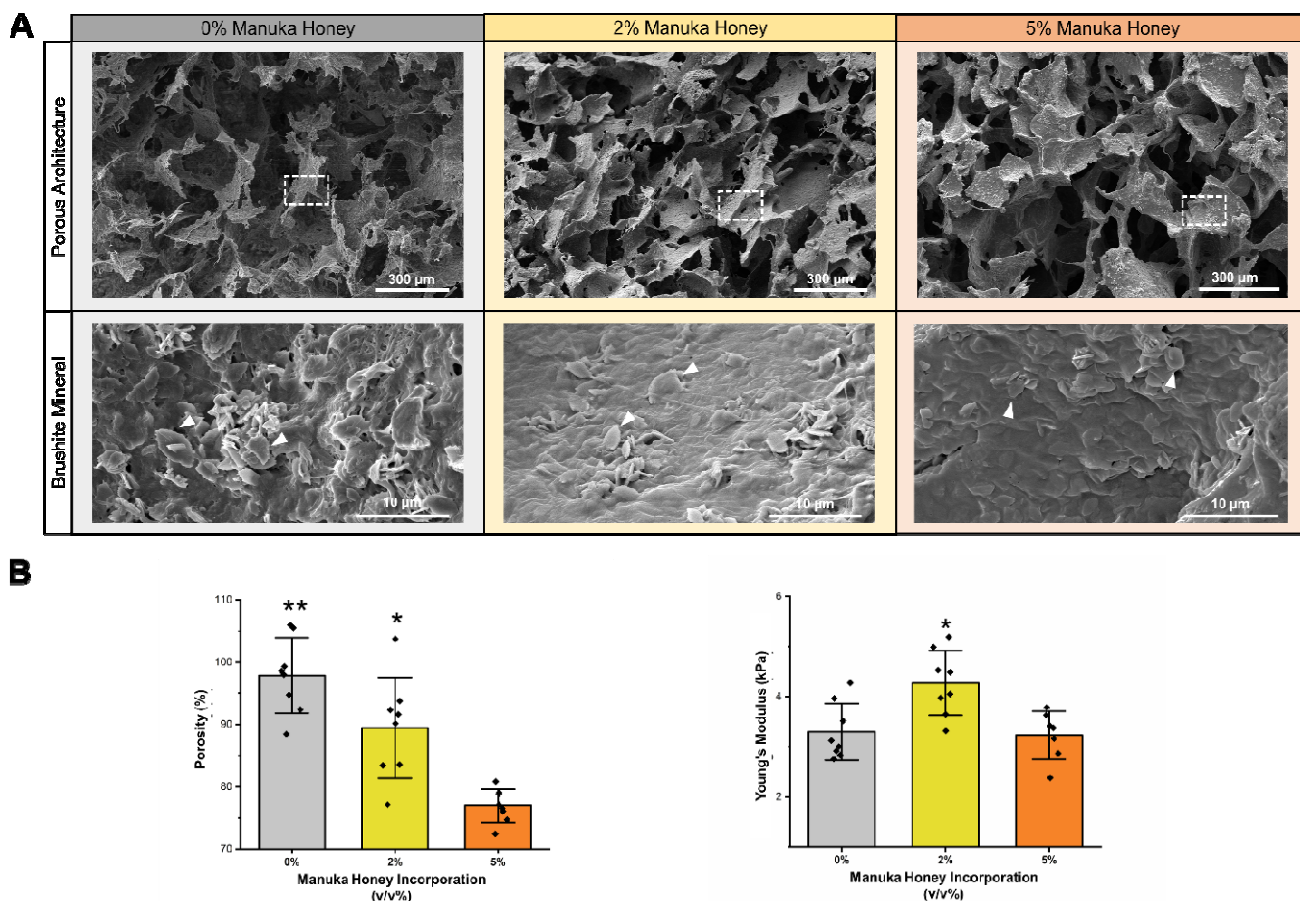 A
0% Manuka Honey
2% Manuka Honey
5% Manuka Honey
Porous Architecture
300 µm
300 µm
300 µm
Brushite Mineral
10 µm
10 µm
10 µm
B
110
100
90
80
70
Porosity (%)
**
*
0%
2%
5%
Manuka Honey Incorporation
(v/v%)
6
4
2
Young's Modulus (kPa)
*
0%
2%
5%
Manuka Honey Incorporation
(v/v%)